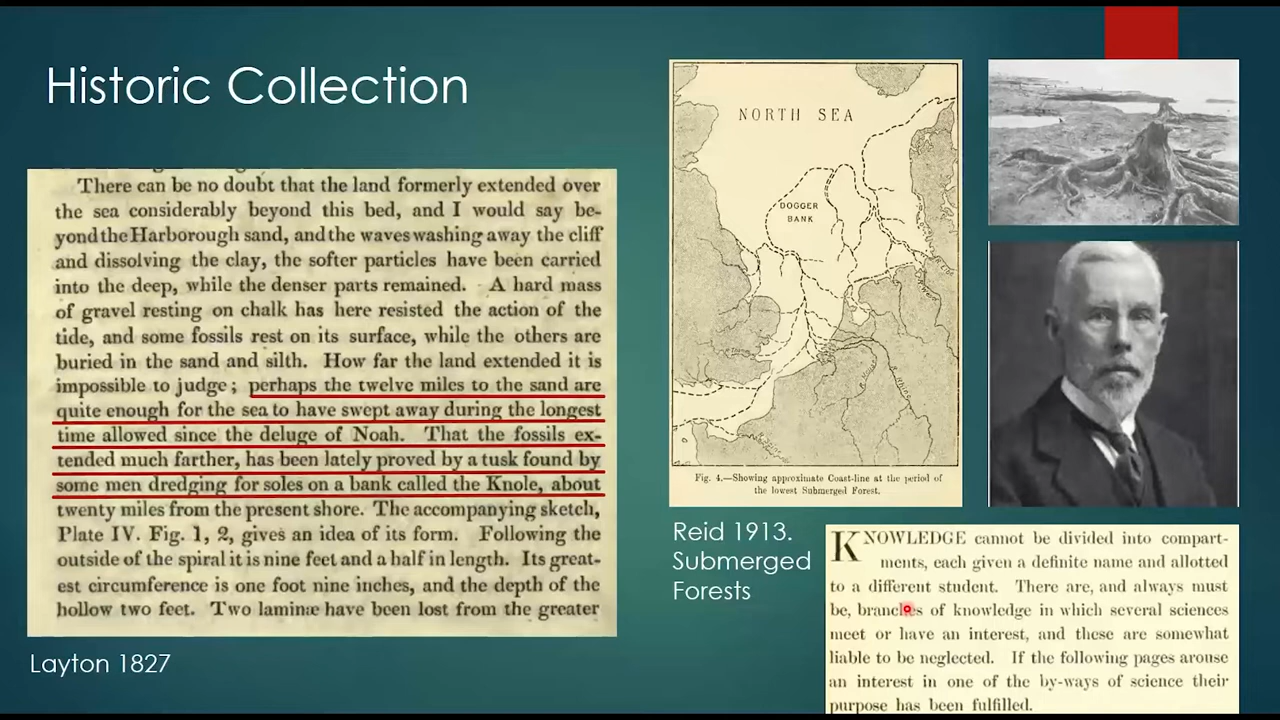 Historic Collection
There can be no doubt that the land formerly extended over
the sea considerably beyond this bed, and I would say be-
yond the Harborough sand, and the waves washing away the cliff
and dissolving the clay, the softer particles have been carried
into the deep, while the denser parts remained. A hard mass
of gravel resting on chalk has here resisted the action of the
tide, and some fossils rest on its surface, while the others are
buried in the sand and silth. How far the land extended it is
impossible to judge; perhaps the twelve miles to the sand are
quite enough for the sea to have swept away during the longest
time allowed since the deluge of Noah. That the fossils ex-
tended much farther, has been lately proved by a tusk found by
some men dredging for soles on a bank called the Knole, about
twenty miles from the present shore. The accompanying sketch,
Plate IV. Fig. 1, 2, gives an idea of its form. Following the
outside of the spiral it is nine feet and a half in length. Its great-
est circumference is one foot nine inches, and the depth of the
hollow two feet. Two laminæ have been lost from the greater
Layton 1827
NORTH SEA
DOGGER
BANK
Fig. 4.—Showing approximate Coast-line at the period of
the lowest Submerged Forest.
Reid 1913.
Submerged
Forests
KNOWLEDGE cannot be divided into compart-
ments, each given a definite name and allotted
to a different student. There are, and always must
be, branches of knowledge in which several sciences
meet or have an interest, and these are somewhat
liable to be neglected. If the following pages arouse
an interest in one of the by-ways of science their
purpose has been fulfilled.